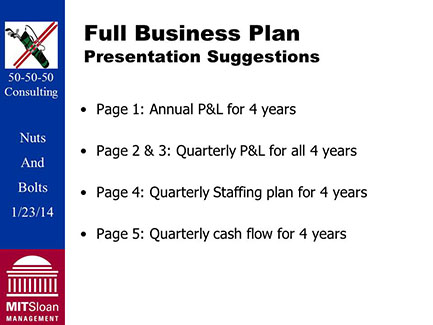 Full Business Plan
Presentation Suggestions
50-50-50
Consulting
Nuts
And
Bolts
1/23/14
MITSloan
MANAGEMENT
• Page 1: Annual P&L for 4 years
• Page 2 & 3: Quarterly P&L for all 4 years
• Page 4: Quarterly Staffing plan for 4 years
• Page 5: Quarterly cash flow for 4 years